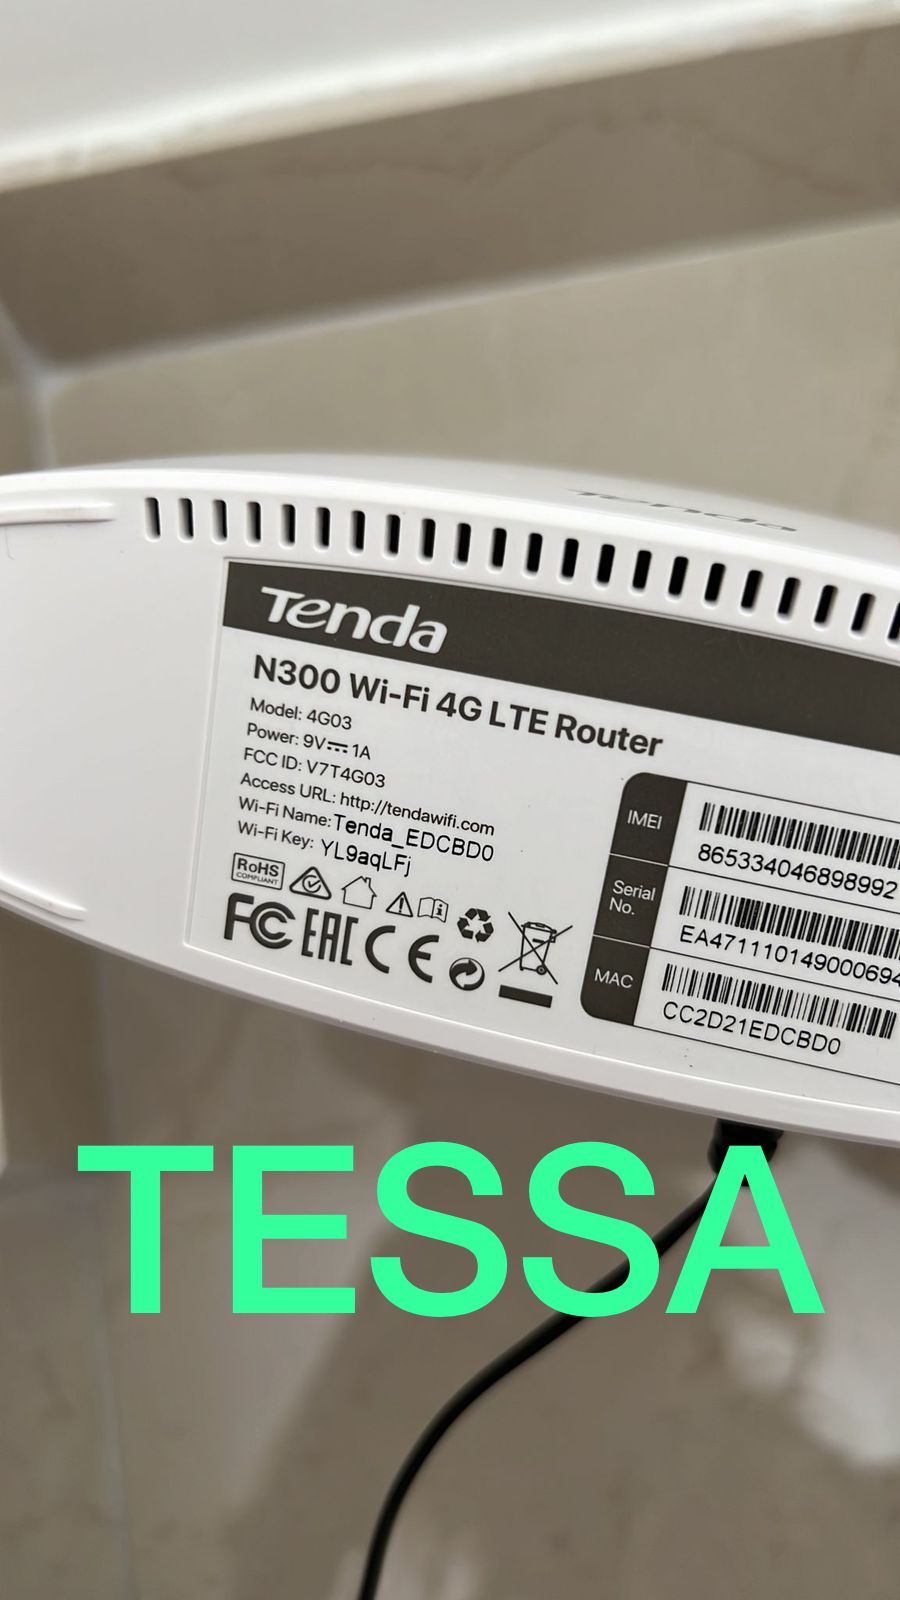 Tenda
Tenda
N300 Wi-Fi 4G LTE Router
Model: 4G03
Power: 9V⎓1A
FCC ID: V7T4G03
Access URL: http://tendawifi.com
Wi-Fi Name: Tenda_EDCBD0
Wi-Fi Key: YL9aqLFj
RoHS
COMPLIANT
FC EAC CE
IMEI
865334046898992
Serial
No.
EA471110149000694
MAC
CC2D21EDCBD0
TESSA